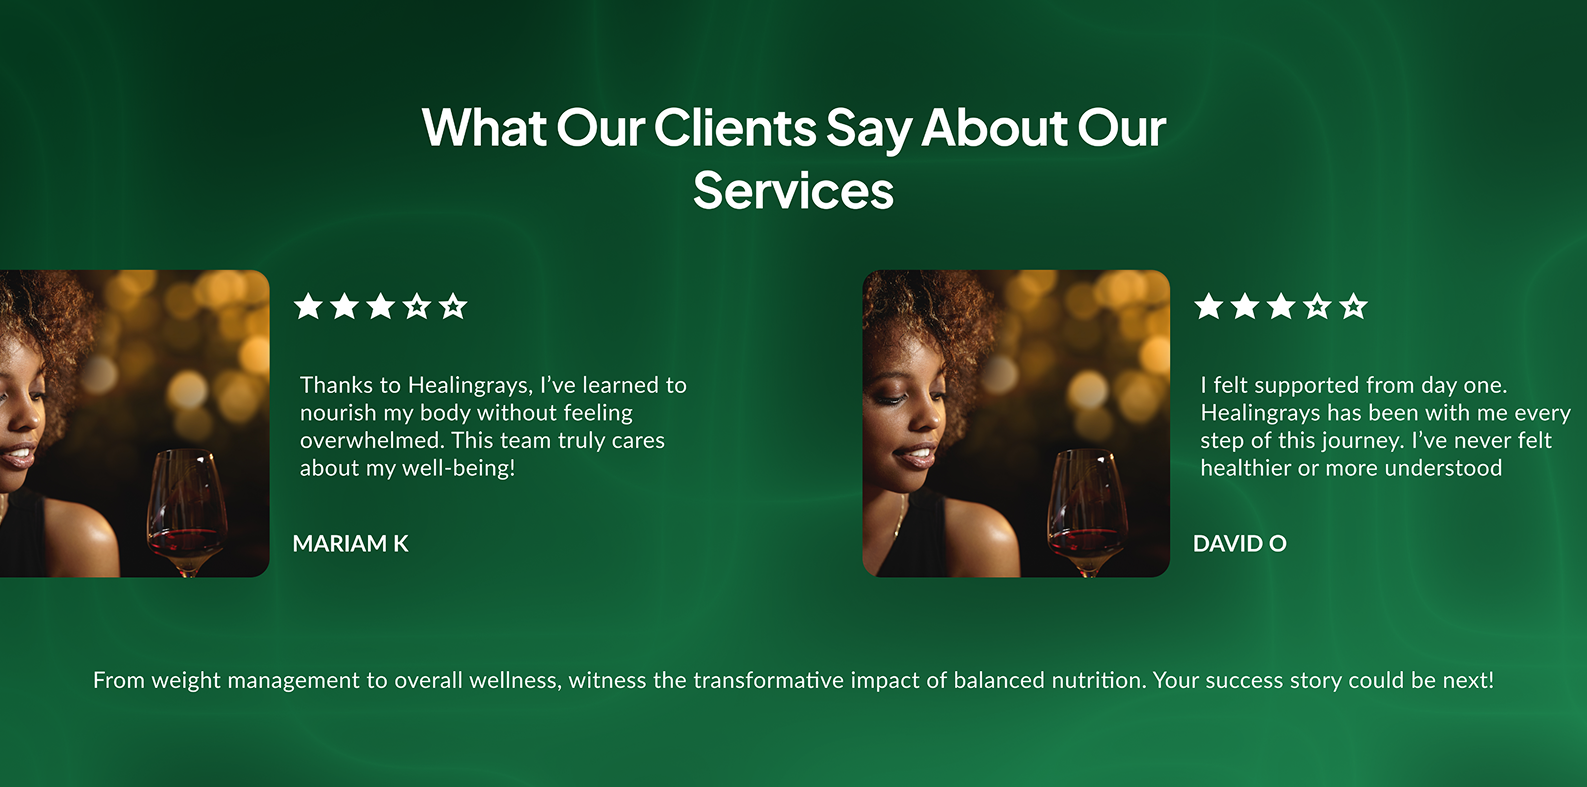 What Our Clients Say About Our
Services
Thanks to Healingrays, I’ve learned to
nourish my body without feeling
overwhelmed. This team truly cares
about my well-being!
MARIAM K
I felt supported from day one.
Healingrays has been with me every
step of this journey. I’ve never felt
healthier or more understood
DAVID O
From weight management to overall wellness, witness the transformative impact of balanced nutrition. Your success story could be next!